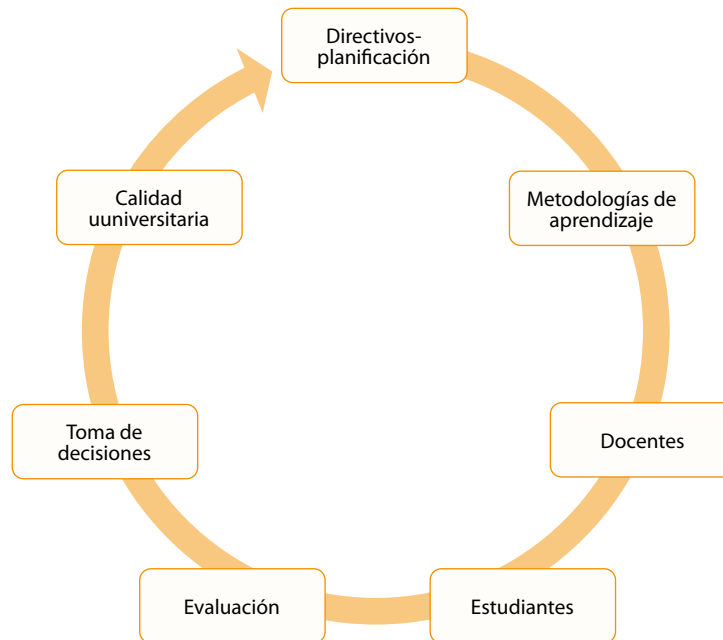 Directivos-
planificación
Metodologías de
aprendizaje
Docentes
Estudiantes
Evaluación
Toma de
decisiones
Calidad
uuniversitaria